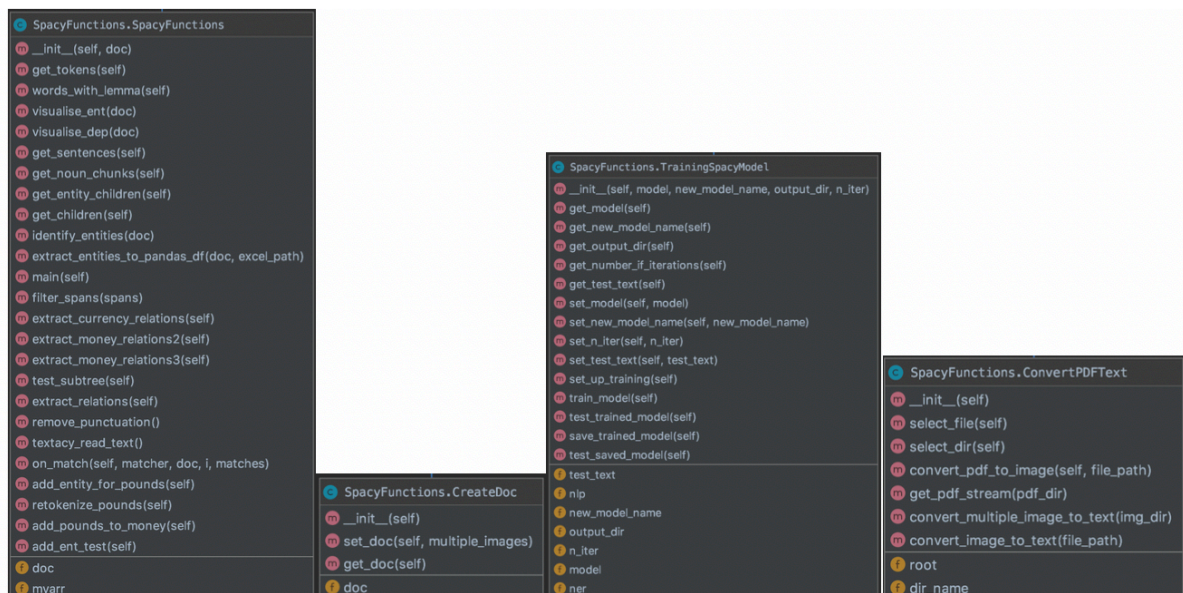 SpacyFunctions.SpacyFunctions
__init__(self, doc)
get_tokens(self)
words_with_lemma(self)
visualise_ent(doc)
visualise_dep(doc)
get_sentences(self)
get_noun_chunks(self)
get_entity_children(self)
get_children(self)
identify_entities(doc)
extract_entities_to_pandas_df(doc, excel_path)
main(self)
filter_spans(spans)
extract_currency_relations(self)
extract_money_relations2(self)
extract_money_relations3(self)
test_subtree(self)
extract_relations(self)
remove_punctuation()
textacy_read_text()
on_match(self, matcher, doc, i, matches)
add_entity_for_pounds(self)
retokenize_pounds(self)
add_pounds_to_money(self)
add_ent_test(self)
doc
myarr
SpacyFunctions.CreateDoc
__init__(self)
set_doc(self, multiple_images)
get_doc(self)
doc
SpacyFunctions.TrainingSpacyModel
__init__(self, model, new_model_name, output_dir, n_iter)
get_model(self)
get_new_model_name(self)
get_output_dir(self)
get_number_if_iterations(self)
get_test_text(self)
set_model(self, model)
set_new_model_name(self, new_model_name)
set_n_iter(self, n_iter)
set_test_text(self, test_text)
set_up_training(self)
train_model(self)
test_trained_model(self)
save_trained_model(self)
test_saved_model(self)
test_text
nlp
new_model_name
output_dir
n_iter
model
ner
SpacyFunctions.ConvertPDFText
__init__(self)
select_file(self)
select_dir(self)
convert_pdf_to_image(self, file_path)
get_pdf_stream(pdf_dir)
convert_multiple_image_to_text(img_dir)
convert_image_to_text(file_path)
root
dir_name